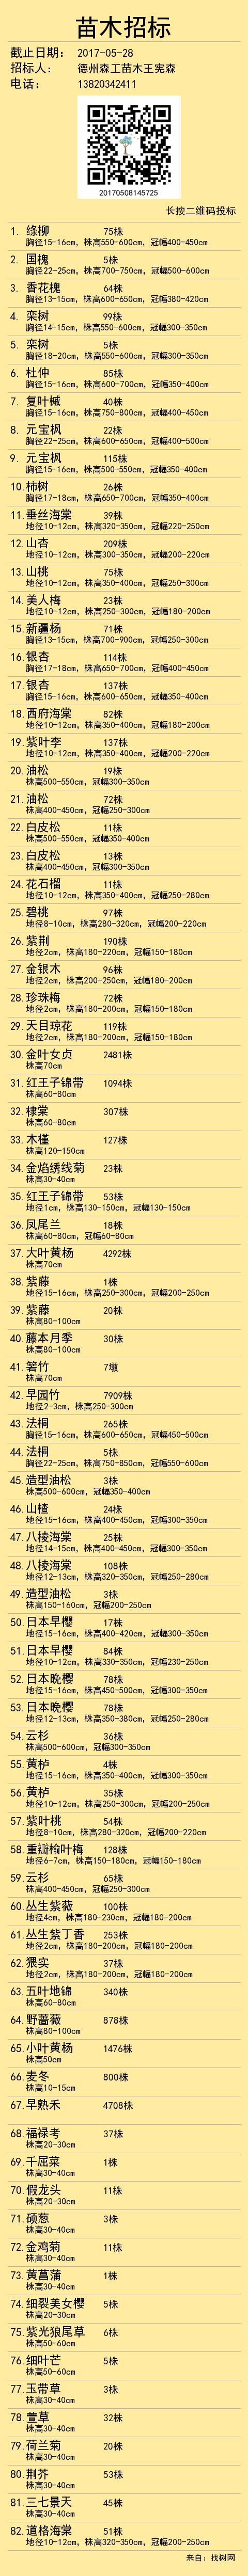 苗木招标
截止日期: 2017-05-28
招标人: 德州森工苗木王宪森
电话: 13820342411
20170508145725
长按二维码投标
1. 绦柳 75株
胸径15-16cm, 株高550-600cm, 冠幅400-450cm
2. 国槐 5株
胸径22-25cm, 株高700-750cm, 冠幅500-600cm
3. 香花槐 64株
胸径13-15cm, 株高600-650cm, 冠幅380-420cm
4. 栾树 99株
胸径14-15cm, 株高550-600cm, 冠幅300-350cm
5. 栾树 5株
胸径18-20cm, 株高550-600cm, 冠幅300-350cm
6. 杜仲 85株
胸径15-16cm, 株高600-700cm, 冠幅350-400cm
7. 复叶槭 40株
胸径15-16cm, 株高750-800cm, 冠幅400-450cm
8. 元宝枫 22株
胸径22-25cm, 株高600-650cm, 冠幅400-500cm
9. 元宝枫 115株
胸径15-16cm, 株高500-550cm, 冠幅350-400cm
10. 柿树 26株
胸径17-18cm, 株高650-700cm, 冠幅350-400cm
11. 垂丝海棠 39株
地径10-12cm, 株高320-350cm, 冠幅220-250cm
12. 山杏 209株
地径10-12cm, 株高300-350cm, 冠幅200-220cm
13. 山桃 75株
地径10-12cm, 株高350-400cm, 冠幅250-300cm
14. 美人梅 23株
地径10-12cm, 株高250-300cm, 冠幅180-200cm
15. 新疆杨 71株
胸径13-15cm, 株高700-900cm, 冠幅250-300cm
16. 银杏 114株
胸径17-18cm, 株高650-700cm, 冠幅400-450cm
17. 银杏 137株
胸径15-16cm, 株高600-650cm, 冠幅350-400cm
18. 西府海棠 82株
地径10-12cm, 株高350-400cm, 冠幅180-200cm
19. 紫叶李 137株
地径10-12cm, 株高350-400cm, 冠幅200-220cm
20. 油松 19株
株高500-550cm, 冠幅300-350cm
21. 油松 72株
株高400-450cm, 冠幅250-300cm
22. 白皮松 11株
株高500-550cm, 冠幅350-400cm
23. 白皮松 13株
株高400-450cm, 冠幅300-350cm
24. 花石榴 11株
地径10-12cm, 株高350-400cm, 冠幅250-280cm
25. 碧桃 97株
地径8-10cm, 株高280-320cm, 冠幅200-220cm
26. 紫荆 190株
地径2cm, 株高180-220cm, 冠幅150-180cm
27. 金银木 96株
地径2cm, 株高200-250cm, 冠幅180-200cm
28. 珍珠梅 72株
地径2cm, 株高180-200cm, 冠幅150-180cm
29. 天目琼花 119株
地径2cm, 株高180-200cm, 冠幅150-180cm
30. 金叶女贞 2481株
株高70cm
31. 红王子锦带 1094株
株高60-80cm
32. 棣棠 307株
株高60-80cm
33. 木槿 127株
株高120-150cm
34. 金焰绣线菊 23株
株高30-40cm
35. 红王子锦带 53株
地径1cm, 株高130-150cm, 冠幅130-150cm
36. 凤尾兰 18株
株高60-80cm, 冠幅60-80cm
37. 大叶黄杨 4292株
株高70cm
38. 紫藤 1株
地径15-16cm, 株高250-300cm, 冠幅200-250cm
39. 紫藤 20株
株高80-100cm
40. 藤本月季 30株
株高80-100cm
41. 箬竹 7墩
株高70cm
42. 早园竹 7909株
地径2-3cm, 株高250-300cm
43. 法桐 265株
胸径15-16cm, 株高600-650cm, 冠幅450-500cm
44. 法桐 5株
胸径22-25cm, 株高750-850cm, 冠幅550-600cm
45. 造型油松 3株
株高500-600cm, 冠幅350-400cm
46. 山楂 24株
地径15-16cm, 株高400-450cm, 冠幅300-350cm
47. 八棱海棠 25株
地径14-15cm, 株高400-450cm, 冠幅300-350cm
48. 八棱海棠 108株
地径12-13cm, 株高320-350cm, 冠幅250-280cm
49. 造型油松 3株
株高150-160cm, 冠幅200-250cm
50. 日本早樱 17株
地径15-16cm, 株高400-420cm, 冠幅300-350cm
51. 日本早樱 84株
地径10-12cm, 株高330-350cm, 冠幅230-250cm
52. 日本晚樱 78株
地径15-16cm, 株高450-500cm, 冠幅300-350cm
53. 日本晚樱 78株
地径12-13cm, 株高350-380cm, 冠幅250-280cm
54. 云杉 36株
株高500-600cm, 冠幅300-350cm
55. 黄栌 4株
地径15-16cm, 株高350-400cm, 冠幅300-350cm
56. 黄栌 35株
地径10-12cm, 株高250-300cm, 冠幅200-250cm
57. 紫叶桃 54株
地径8-10cm, 株高280-320cm, 冠幅200-220cm
58. 重瓣榆叶梅 128株
地径6-7cm, 株高150-180cm, 冠幅150-180cm
59. 云杉 65株
株高400-450cm, 冠幅250-300cm
60. 丛生紫薇 100株
地径4cm, 株高180-230cm, 冠幅180-200cm
61. 丛生紫丁香 253株
地径2cm, 株高180-200cm, 冠幅180-200cm
62. 猥实 37株
地径2cm, 株高180-200cm, 冠幅180-200cm
63. 五叶地锦 340株
株高60-80cm
64. 野蔷薇 878株
株高80-100cm
65. 小叶黄杨 1476株
株高50cm
66. 麦冬 800株
株高10-15cm
67. 早熟禾 4708株
68. 福禄考 37株
株高20-30cm
69. 千屈菜 1株
株高30-40cm
70. 假龙头 11株
株高20-30cm
71. 硕葱 3株
株高30-40cm
72. 金鸡菊 11株
株高30-40cm
73. 黄菖蒲 1株
株高30-40cm
74. 细裂美女樱 5株
株高20-30cm
75. 紫光狼尾草 6株
株高50-60cm
76. 细叶芒 5株
株高50-60cm
77. 玉带草 3株
株高30-40cm
78. 萱草 32株
株高30-40cm
79. 荷兰菊 20株
株高30-40cm
80. 荆芥 53株
株高30-40cm
81. 三七景天 45株
株高30-40cm
82. 道格海棠 51株
地径10-12cm, 株高320-350cm, 冠幅200-250cm
来自: 找树网